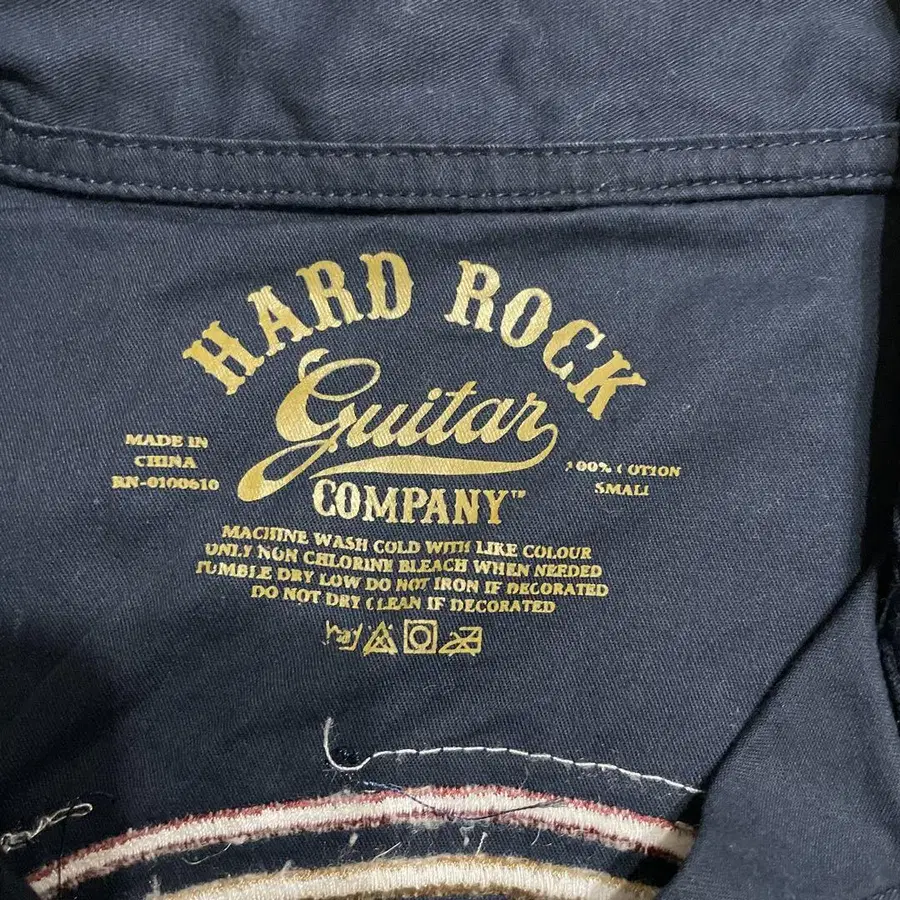 HARD ROCK
Guitar
COMPANY™
MADE IN
CHINA
RN-0100610
100% COTION
SMALL
MACHINE WASH COLD WITH LIKE COLOUR
ONLY NON CHLORINE BLEACH WHEN NEEDED
TUMBLE DRY LOW DO NOT IRON IF DECORATED
DO NOT DRY CLEAN IF DECORATED